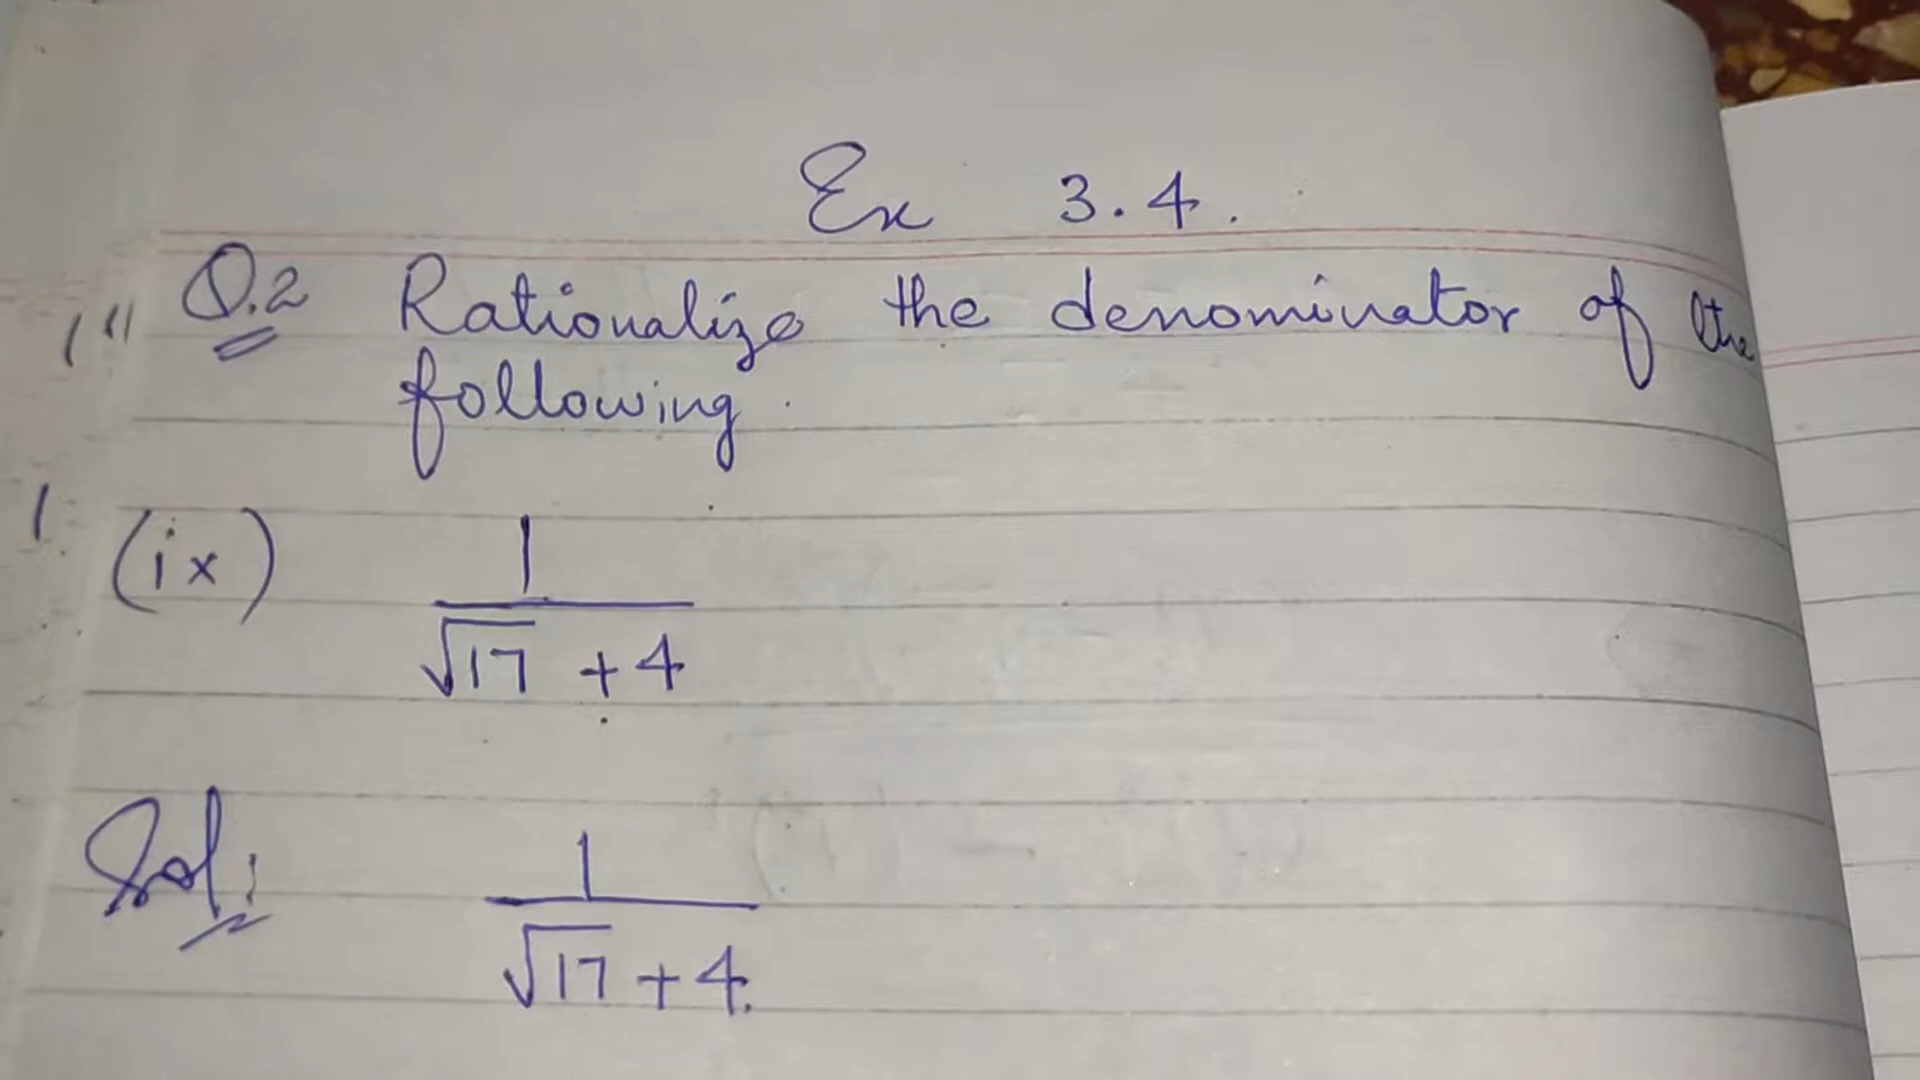 Ex 3.4.
Q.2 Rationalize the denominator of the
following.
(ix) 1
√17 + 4
Sol: 1
√17 + 4.